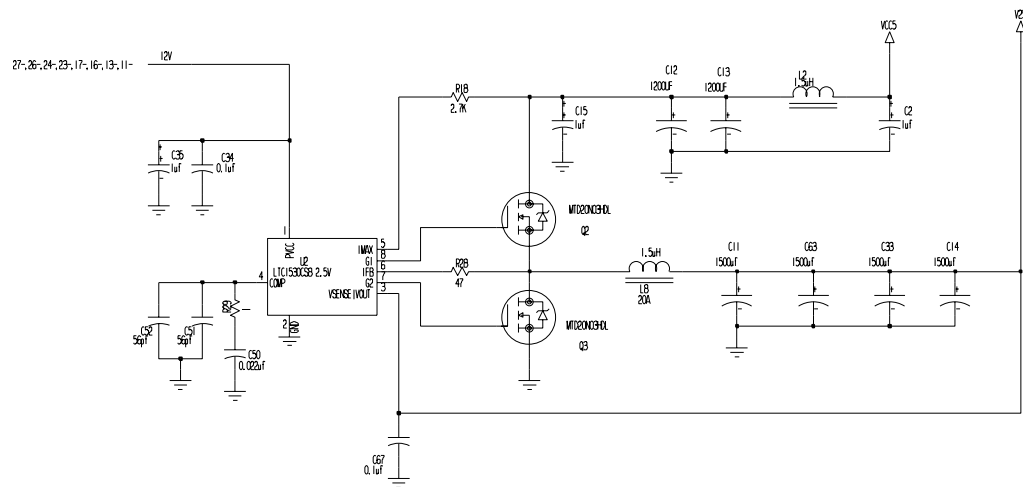 VCC5
12V
27-,26-,24-,23-,17-,16-,13-,11-
C12
1200UF
C13
1200UF
L2
1.5uH
R18
2.7K
C15
1uf
C2
1uf
C35
1uf
C34
0.1uf
MTD20N03HDL
Q2
1
PVCC
5
IMAX
8
G1
6
IFB
7
G2
3
VSENSE|VOUT
U2
LTC1530CS8 2.5V
4
COMP
2
GND
R28
47
1.5uH
L8
20A
C11
1500uf
C63
1500uf
C33
1500uf
C14
1500uf
MTD20N03HDL
Q3
C52
56pf
C51
56pf
R29
C50
0.022uf
C67
0.1uf